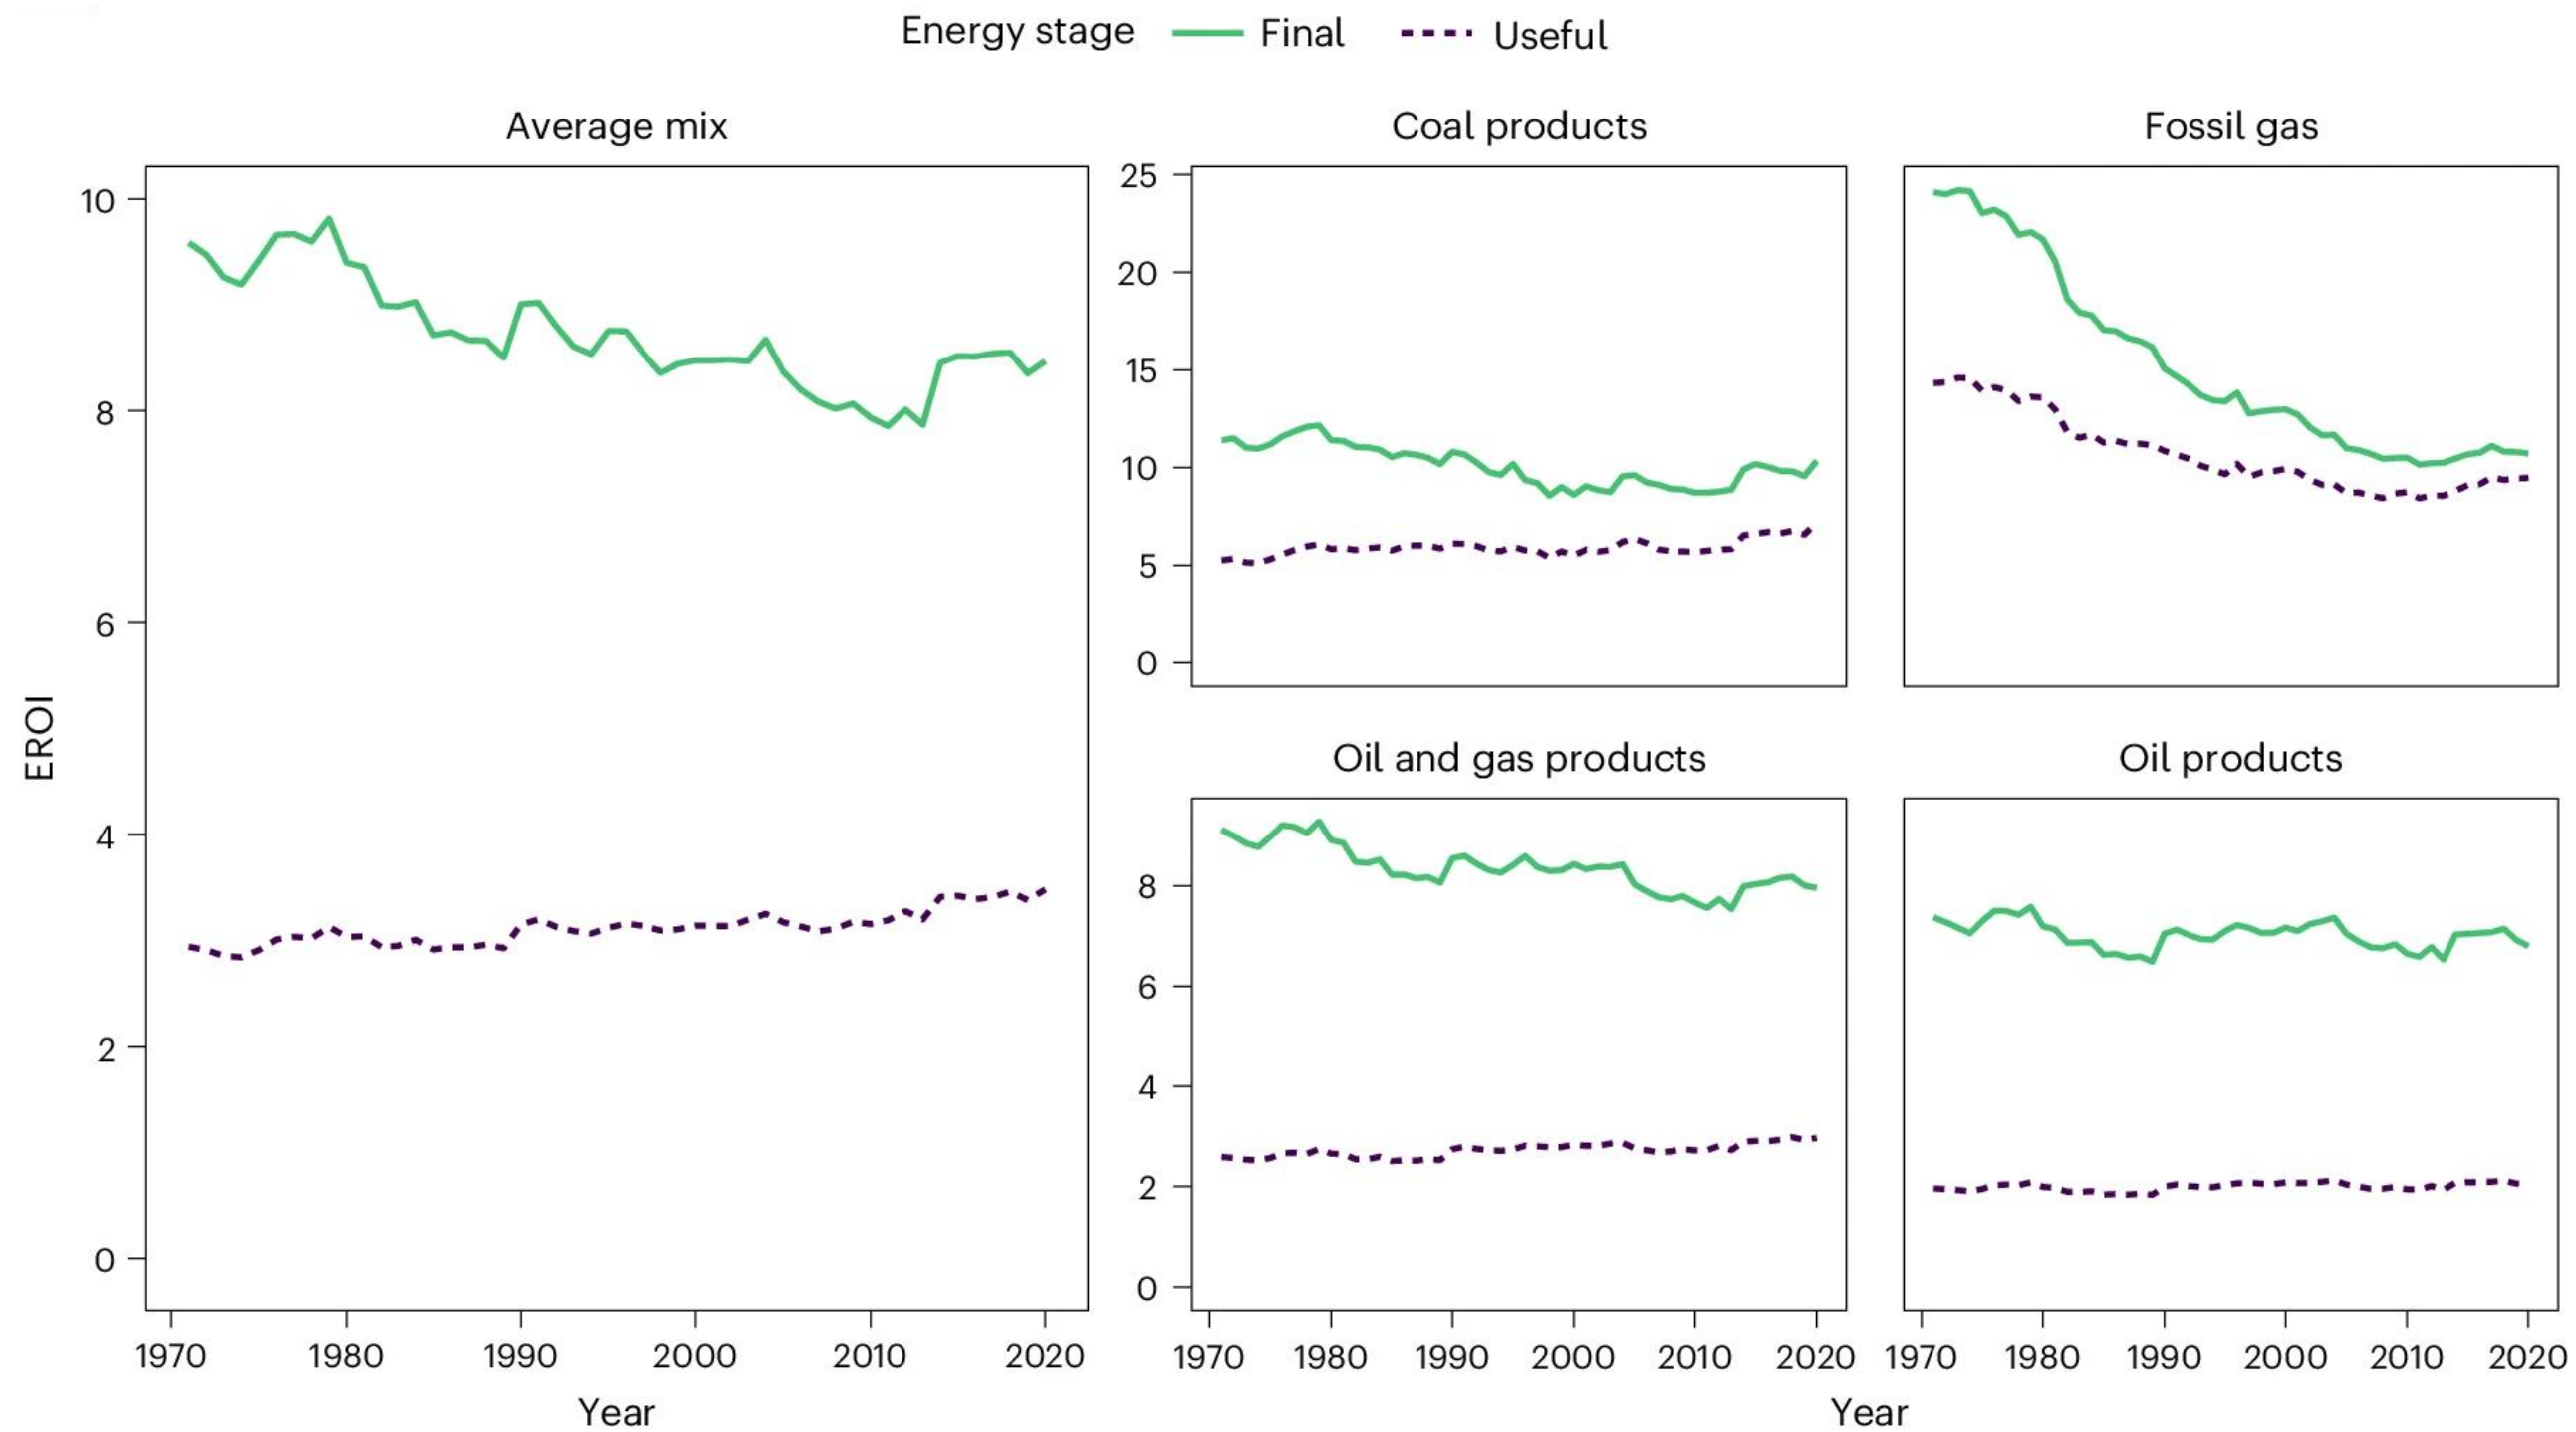 Energy stage Final Useful
Average mix
Coal products
Fossil gas
EROI
10
8
6
4
2
0
25
20
15
10
5
0
Oil and gas products
Oil products
8
6
4
2
0
1970 1980 1990 2000 2010 2020
1970 1980 1990 2000 2010 2020
1970 1980 1990 2000 2010 2020
Year
Year